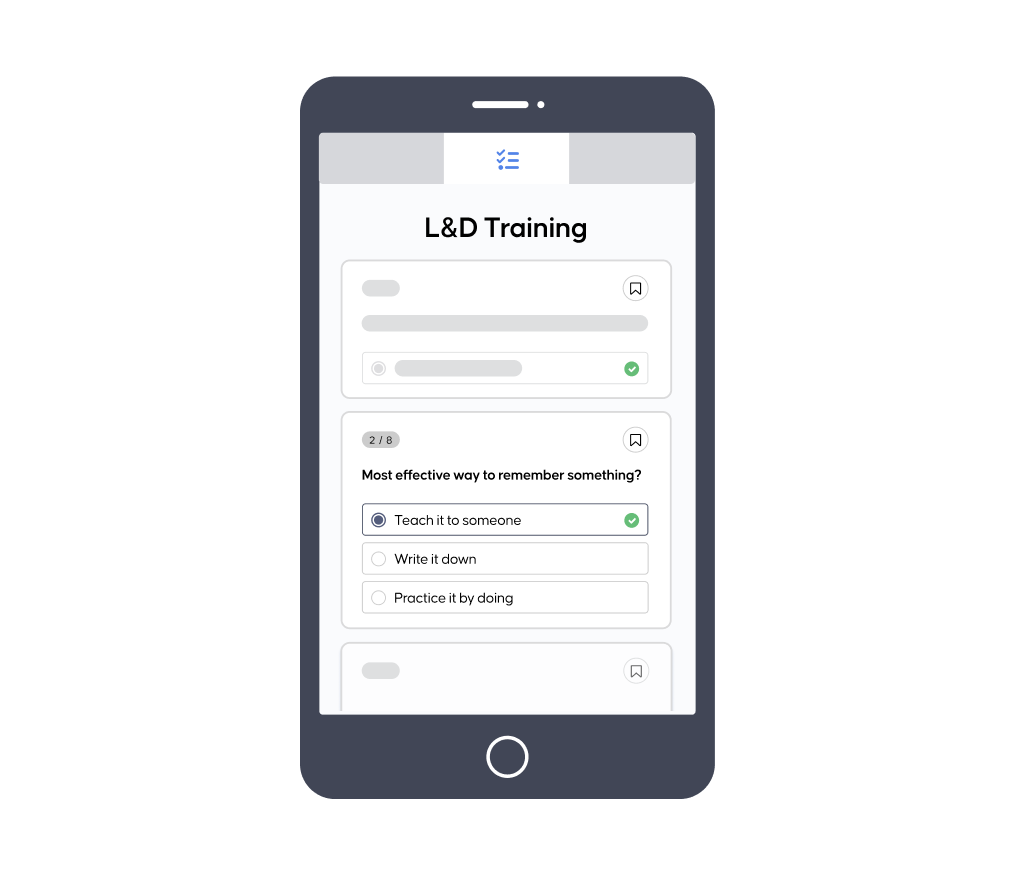 L&D Training
2 / 8
Most effective way to remember something?
Teach it to someone
Write it down
Practice it by doing